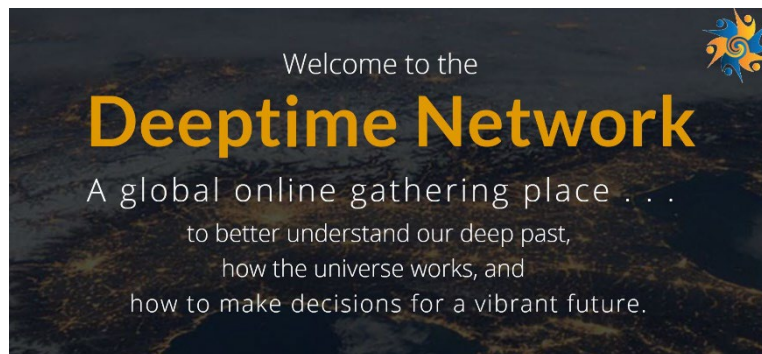 Welcome to the
Deeptime Network
A global online gathering place . . .
to better understand our deep past,
how the universe works, and
how to make decisions for a vibrant future.